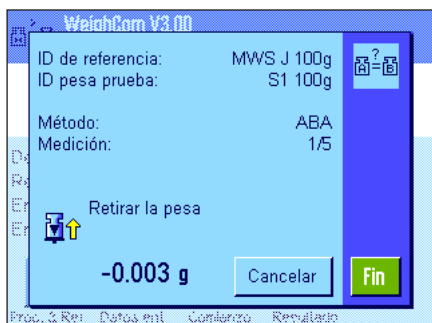 WeighCom V3.00
ID de referencia: MWS J 100g
ID pesa prueba: S1 100g
Método: ABA
Medición: 1/5
Retirar la pesa
-0.003 g
Cancelar
Fin
Datos ent. Comienzo Resultado